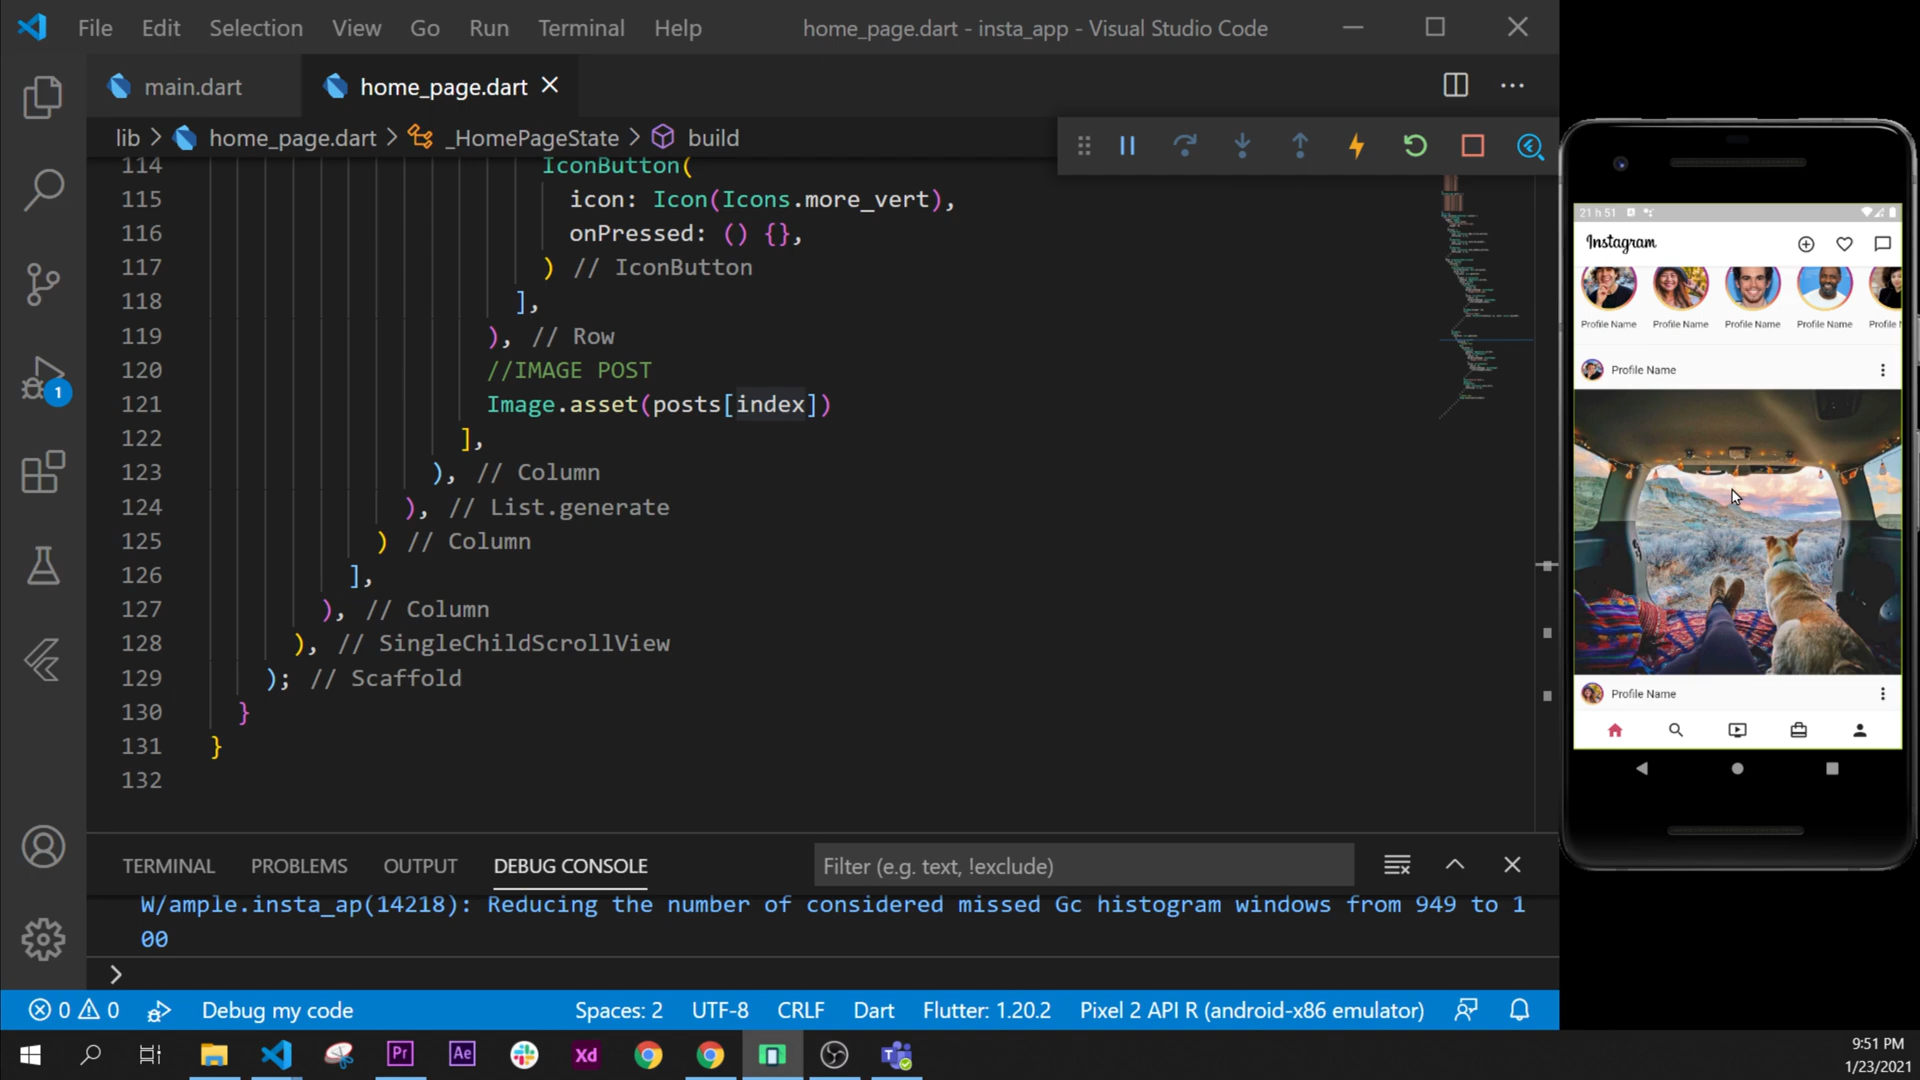 File Edit Selection View Go Run Terminal Help home_page.dart - insta_app - Visual Studio Code
main.dart home_page.dart
lib > home_page.dart > _HomePageState > build
114 IconButton(
115 icon: Icon(Icons.more_vert),
116 onPressed: () {},
117 ) // IconButton
118 ],
119 ), // Row
120 //IMAGE POST
121 Image.asset(posts[index])
122 ],
123 ), // Column
124 ), // List.generate
125 ) // Column
126 ],
127 ), // Column
128 ), // SingleChildScrollView
129 ); // Scaffold
130 }
131 }
132
TERMINAL PROBLEMS OUTPUT DEBUG CONSOLE Filter (e.g. text, !exclude)
W/ample.insta_ap(14218): Reducing the number of considered missed Gc histogram windows from 949 to 1
00
>
0 0 Debug my code Spaces: 2 UTF-8 CRLF Dart Flutter: 1.20.2 Pixel 2 API R (android-x86 emulator)
1
21 h 51
Instagram
Profile Name Profile Name Profile Name Profile Name Profile N
Profile Name
Profile Name
Pr Ae Xd
9:51 PM
1/23/2021